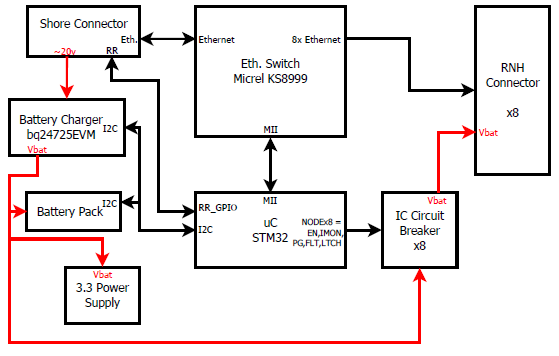 Shore Connector
Eth.
~20v
RR
Ethernet
8x Ethernet
Eth. Switch
Micrel KS8999
MII
RNH
Connector
x8
Vbat
Battery Charger
bq24725EVM
I2C
Vbat
Battery Pack
I2C
Vbat
3.3 Power
Supply
MII
RR_GPIO
I2C
uC
STM32
NODEx8 =
EN,IMON,
PG,FLT,LTCH
Vbat
IC Circuit
Breaker
x8